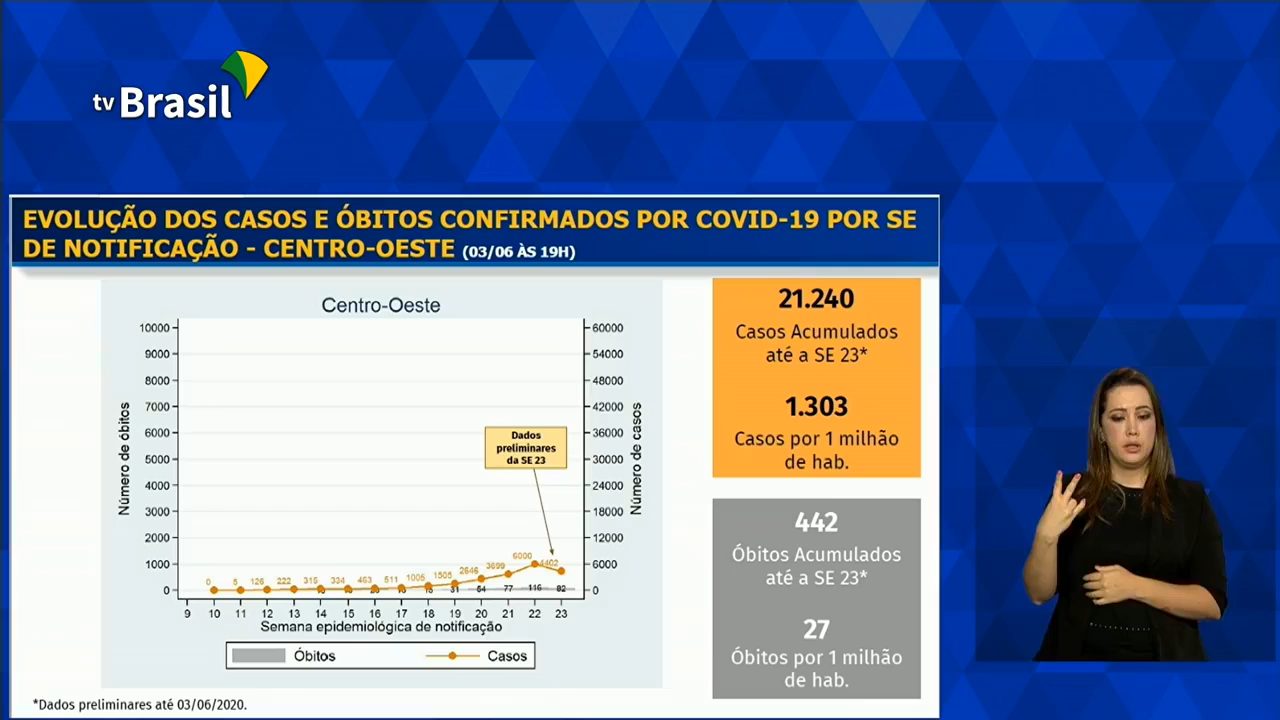 tv Brasil
EVOLUÇÃO DOS CASOS E ÓBITOS CONFIRMADOS POR COVID-19 POR SE
DE NOTIFICAÇÃO - CENTRO-OESTE (03/06 ÀS 19H)
Centro-Oeste
Número de óbitos
10000
9000
8000
7000
6000
5000
4000
3000
2000
1000
0
60000
54000
48000
42000
36000
30000
24000
18000
12000
6000
0
Número de casos
Dados
preliminares
da SE 23
0 5 126 222 315 334 463 511 1005 1505 2646 3699 6000 4402
31 54 77 116 82
9 10 11 12 13 14 15 16 17 18 19 20 21 22 23
Semana epidemiológica de notificação
Óbitos Casos
*Dados preliminares até 03/06/2020.
21.240
Casos Acumulados
até a SE 23*
1.303
Casos por 1 milhão
de hab.
442
Óbitos Acumulados
até a SE 23*
27
Óbitos por 1 milhão
de hab.